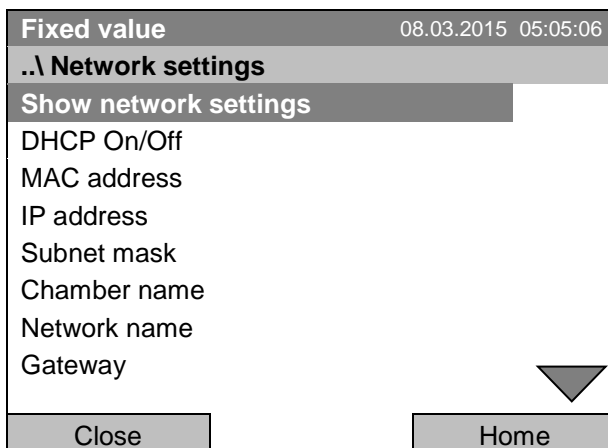 Fixed value 08.03.2015 05:05:06
..\ Network settings
Show network settings
DHCP On/Off
MAC address
IP address
Subnet mask
Chamber name
Network name
Gateway
Close Home